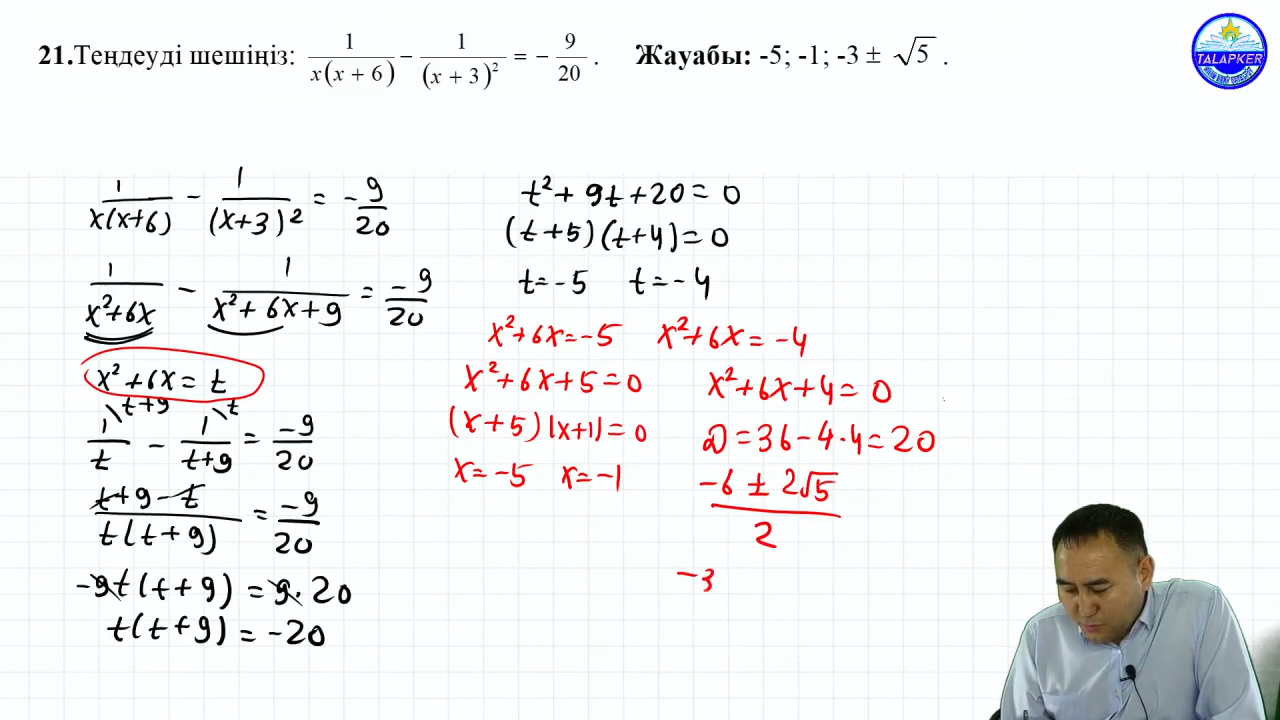 21.Теңдеуді шешіңіз: 1/(x(x + 6)) − 1/(x + 3)² = − 9/20 . Жауабы: -5; -1; -3 ± √5 .
TALAPKER
1/(x(x+6)) − 1/(x+3)² = −9/20
1/(x²+6x) − 1/(x²+6x+9) = −9/20
x²+6x = t
1\t+9/t − 1\t/(t+9) = −9/20
(t+9−t)/(t(t+9)) = −9/20
−9t(t+9) = 9·20
t(t+9) = −20
t²+9t+20=0
(t+5)(t+4)=0
t=−5 t=−4
x²+6x=−5 x²+6x=−4
x²+6x+5=0 x²+6x+4=0
(x+5)(x+1)=0 D=36−4·4=20
x=−5 x=−1 (−6±2√5)/2
−3